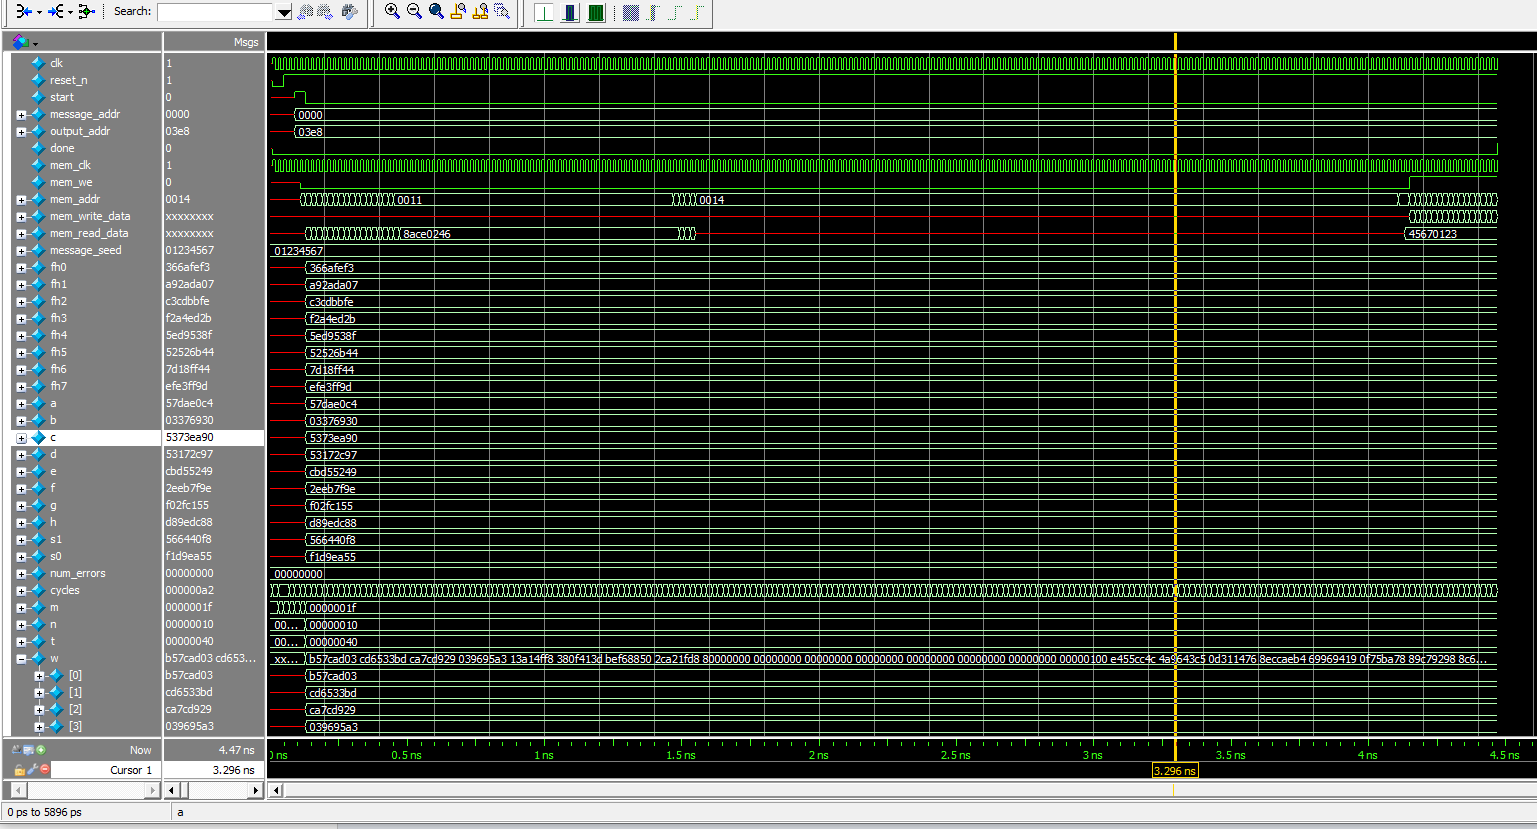 Search:
Msgs
clk 1
reset_n 1
start 0
message_addr 0000 0000
output_addr 03e8 03e8
done 0
mem_clk 1
mem_we 0
mem_addr 0014 0011 0014
mem_write_data xxxxxxxx
mem_read_data xxxxxxxx 8ace0246 45670123
message_seed 01234567 01234567
fh0 366afef3 366afef3
fh1 a92ada07 a92ada07
fh2 c3cdbbfe c3cdbbfe
fh3 f2a4ed2b f2a4ed2b
fh4 5ed9538f 5ed9538f
fh5 52526b44 52526b44
fh6 7d18ff44 7d18ff44
fh7 efe3ff9d efe3ff9d
a 57dae0c4 57dae0c4
b 03376930 03376930
c 5373ea90 5373ea90
d 53172c97 53172c97
e cbd55249 cbd55249
f 2eeb7f9e 2eeb7f9e
g f02fc155 f02fc155
h d89edc88 d89edc88
s1 566440f8 566440f8
s0 f1d9ea55 f1d9ea55
num_errors 00000000 00000000
cycles 000000a2
m 0000001f 0000001f
n 00000010 00... 00000010
t 00000040 00... 00000040
w b57cad03 cd653... xx... b57cad03 cd6533bd ca7cd929 039695a3 13a14ff8 380f413d bef68850 2ca21fd8 80000000 00000000 00000000 00000000 00000000 00000000 00000000 00000100 e455cc4c 4a9643c5 0d311476 8eccaeb4 69969419 0f75ba78 89c79298 8c6...
[0] b57cad03 b57cad03
[1] cd6533bd cd6533bd
[2] ca7cd929 ca7cd929
[3] 039695a3 039695a3
Now 4.47 ns ns 0.5 ns 1 ns 1.5 ns 2 ns 2.5 ns 3 ns 3.5 ns 4 ns 4.5 ns
Cursor 1 3.296 ns 3.296 ns
0 ps to 5896 ps a